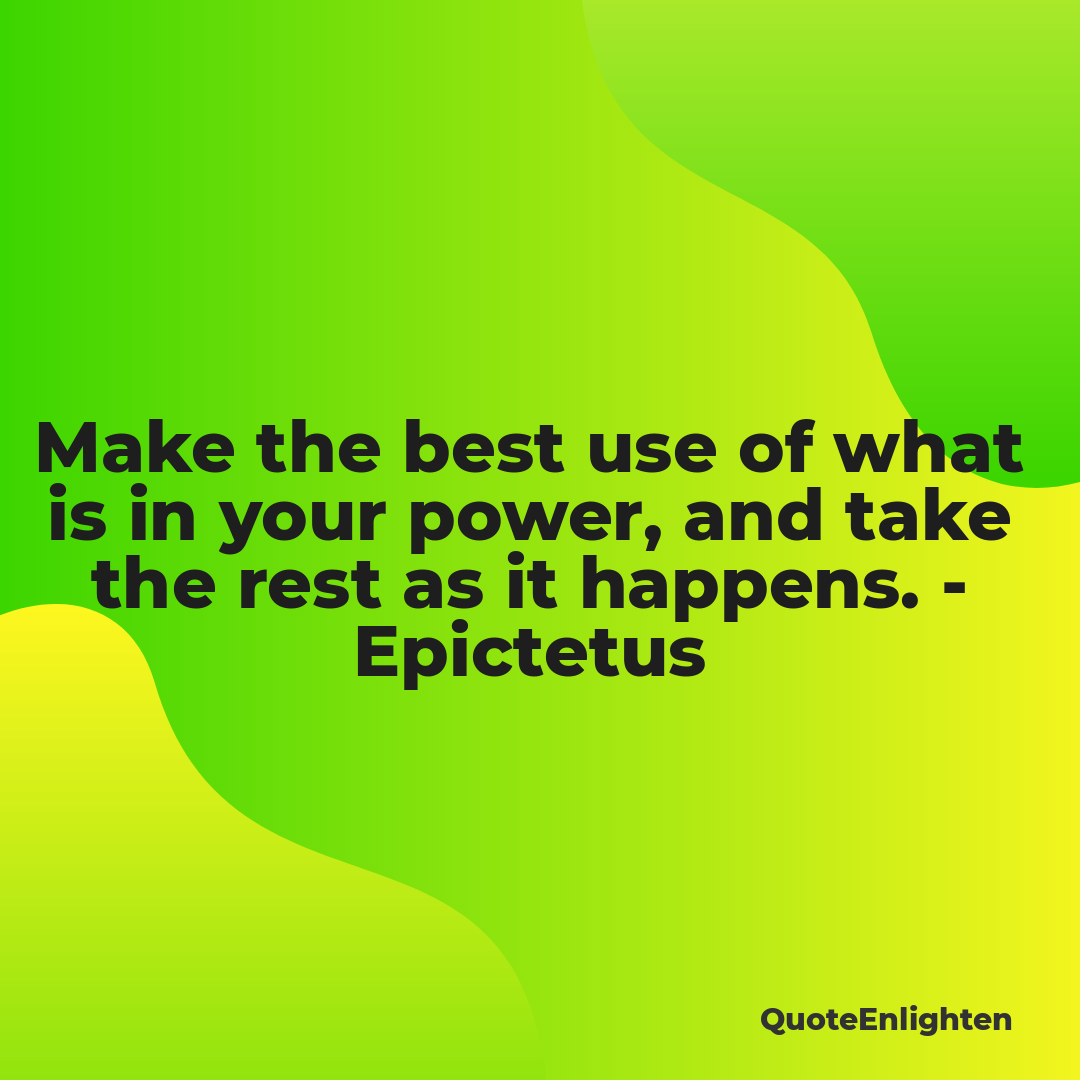 Make the best use of what
is in your power, and take
the rest as it happens. -
Epictetus
QuoteEnlighten